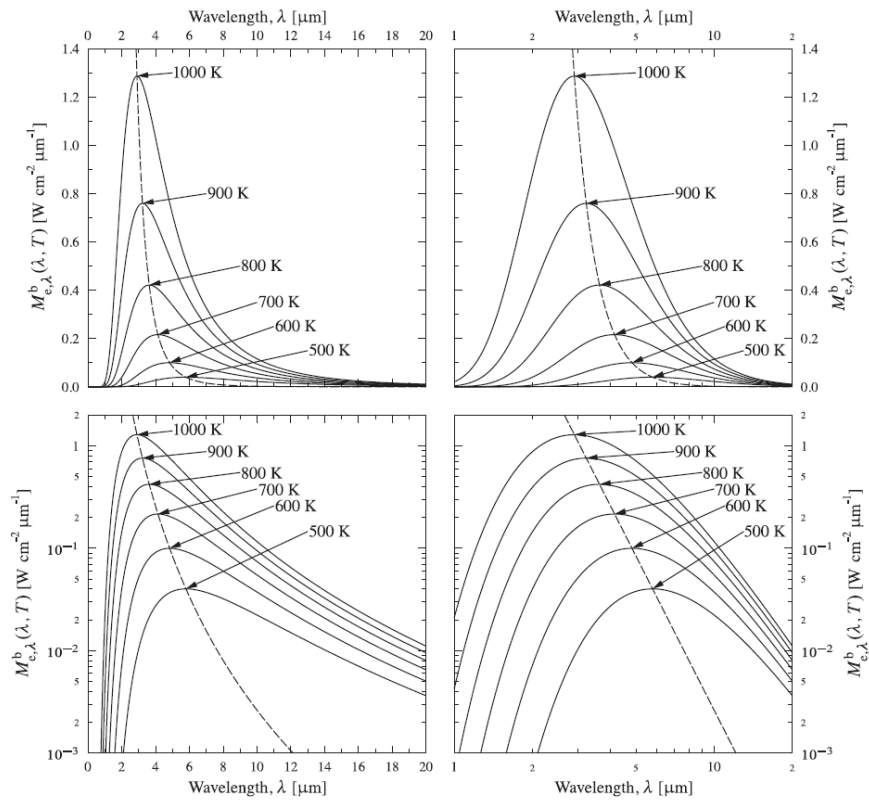 Wavelength, λ [μm]
Wavelength, λ [μm]
0 2 4 6 8 10 12 14 16 18 20
1 2 5 10 2
1.4
1.2
1.0
0.8
0.6
0.4
0.2
0.0
M^b_{e,λ}(λ, T) [W cm⁻² μm⁻¹]
1000 K
900 K
800 K
700 K
600 K
500 K
1000 K
900 K
800 K
700 K
600 K
500 K
1.4
1.2
1.0
0.8
0.6
0.4
0.2
0.0
M^b_{e,λ}(λ, T) [W cm⁻² μm⁻¹]
2
1
5
2
10⁻¹
5
2
10⁻²
5
2
10⁻³
M^b_{e,λ}(λ, T) [W cm⁻² μm⁻¹]
1000 K
900 K
800 K
700 K
600 K
500 K
1000 K
900 K
800 K
700 K
600 K
500 K
2
1
5
2
10⁻¹
5
2
10⁻²
5
2
10⁻³
M^b_{e,λ}(λ, T) [W cm⁻² μm⁻¹]
0 2 4 6 8 10 12 14 16 18 20
1 2 5 10 2
Wavelength, λ [μm]
Wavelength, λ [μm]